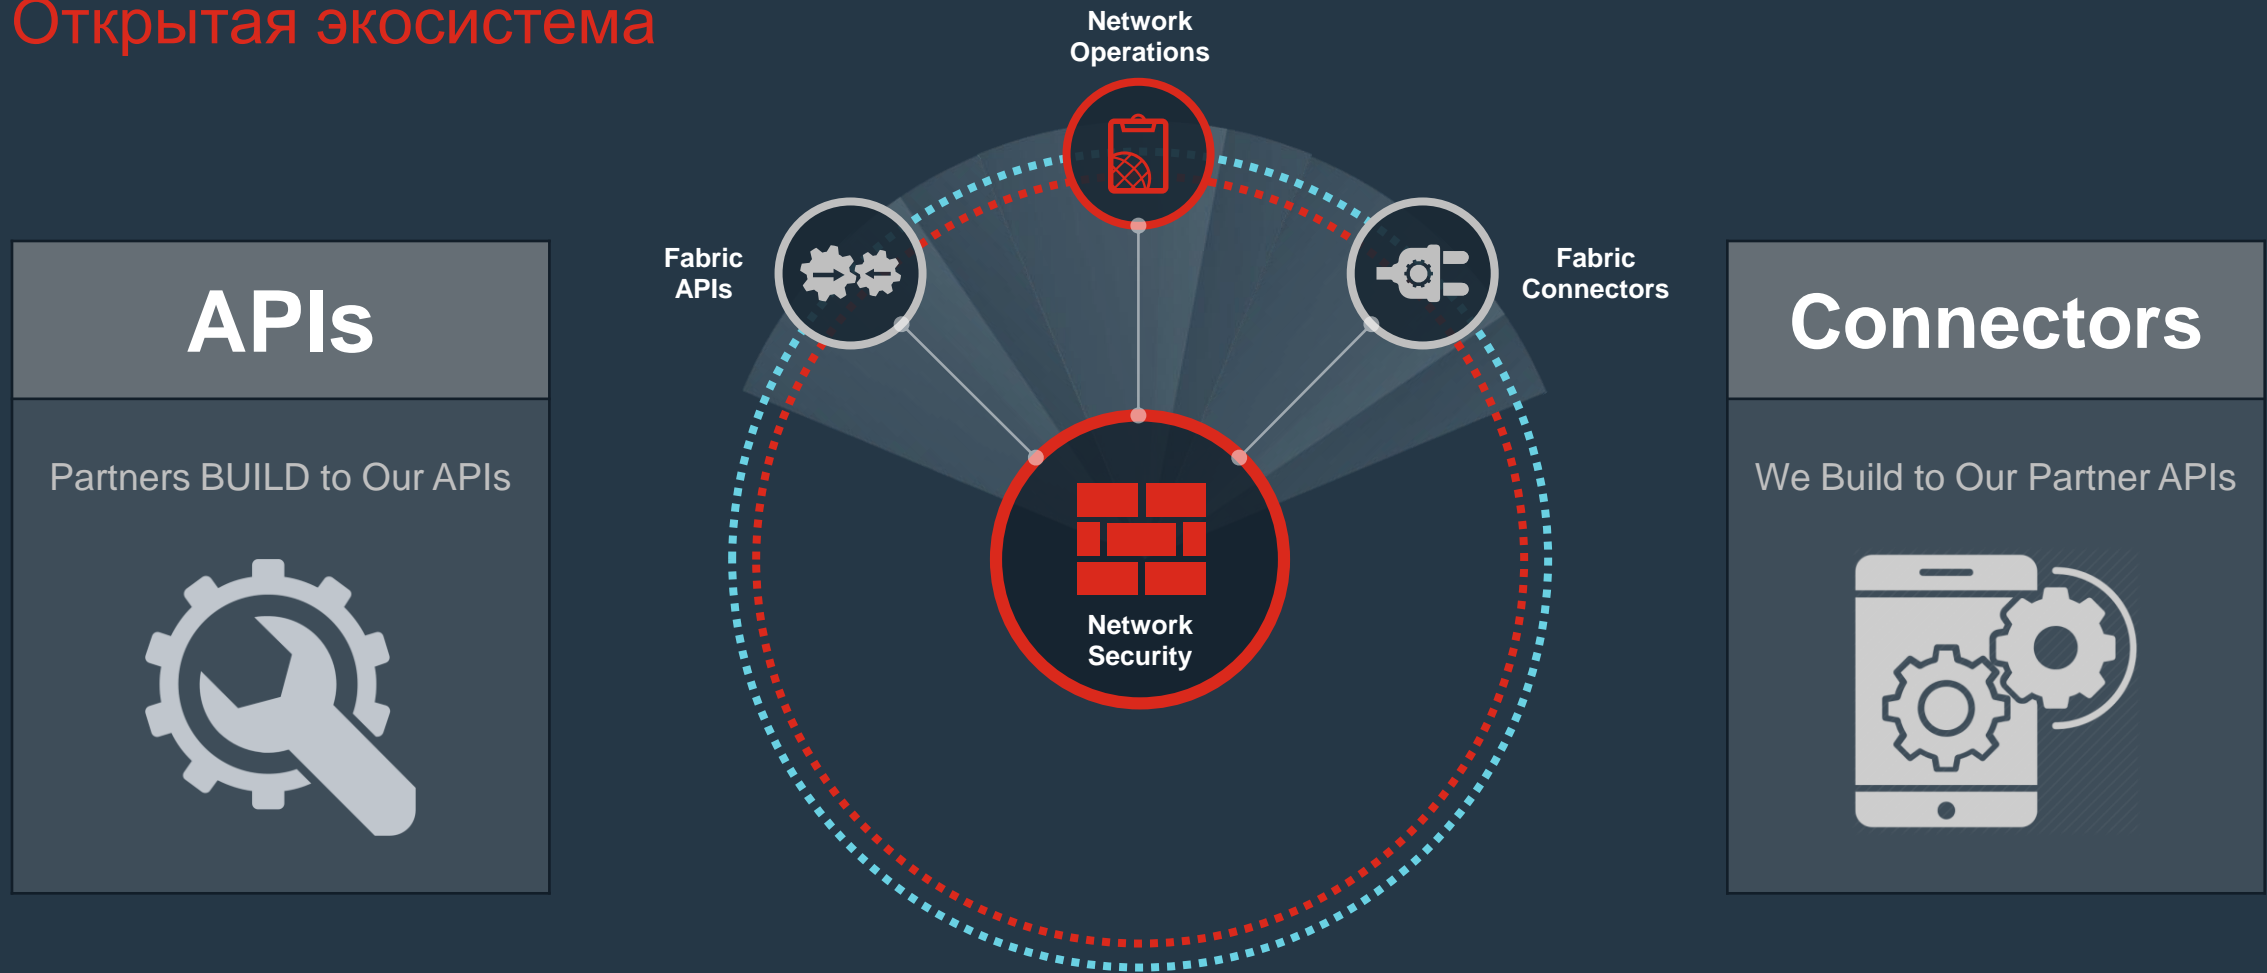 Открытая экосистема
Network
Operations
Fabric
APIs
Fabric
Connectors
APIs
Partners BUILD to Our APIs
Network
Security
Connectors
We Build to Our Partner APIs